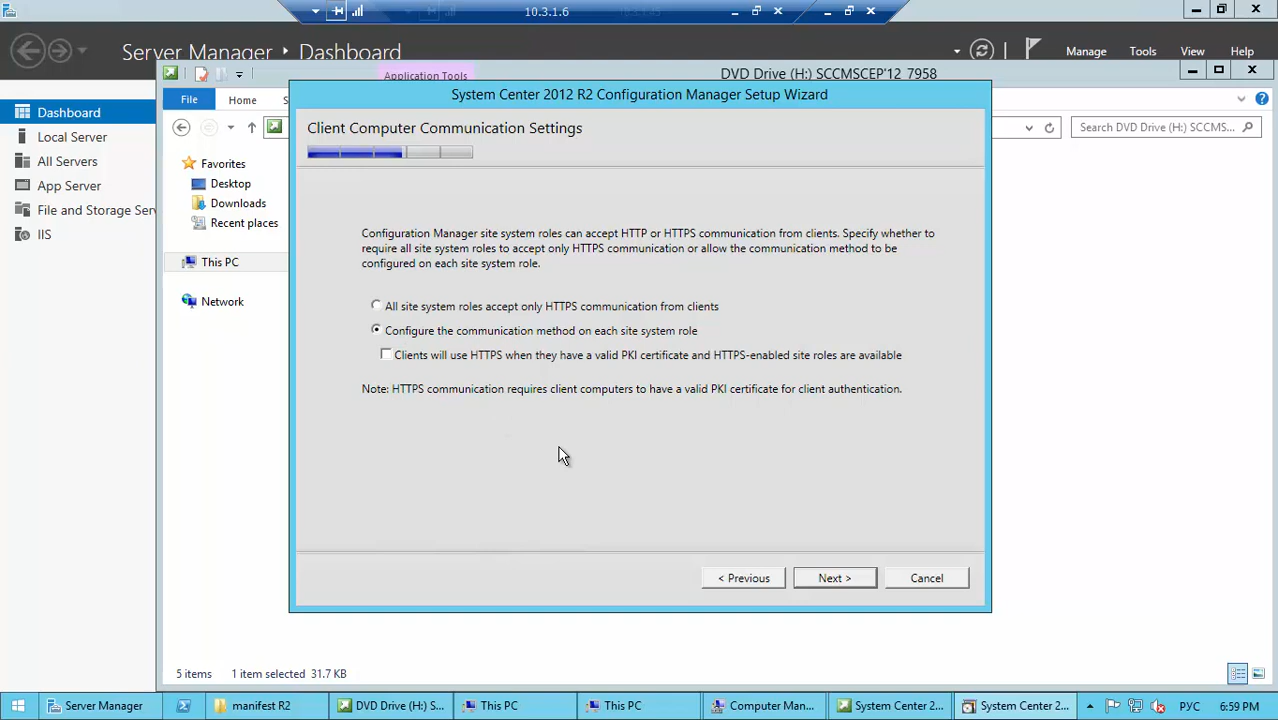 10.3.1.6
Server Manager ‣ Dashboard
Manage Tools View Help
Application Tools
DVD Drive (H:) SCCMSCEP'12_7958
File Home S
System Center 2012 R2 Configuration Manager Setup Wizard
Dashboard
Local Server
All Servers
App Server
File and Storage Serv
IIS
Favorites
Desktop
Downloads
Recent places
This PC
Network
Search DVD Drive (H:) SCCMS...
Client Computer Communication Settings
Configuration Manager site system roles can accept HTTP or HTTPS communication from clients. Specify whether to
require all site system roles to accept only HTTPS communication or allow the communication method to be
configured on each site system role.
All site system roles accept only HTTPS communication from clients
Configure the communication method on each site system role
Clients will use HTTPS when they have a valid PKI certificate and HTTPS-enabled site roles are available
Note: HTTPS communication requires client computers to have a valid PKI certificate for client authentication.
< Previous Next > Cancel
5 items 1 item selected 31.7 KB
Server Manager manifest R2 DVD Drive (H:) S... This PC This PC Computer Man... System Center 2... System Center 2... РУС 6:59 PM